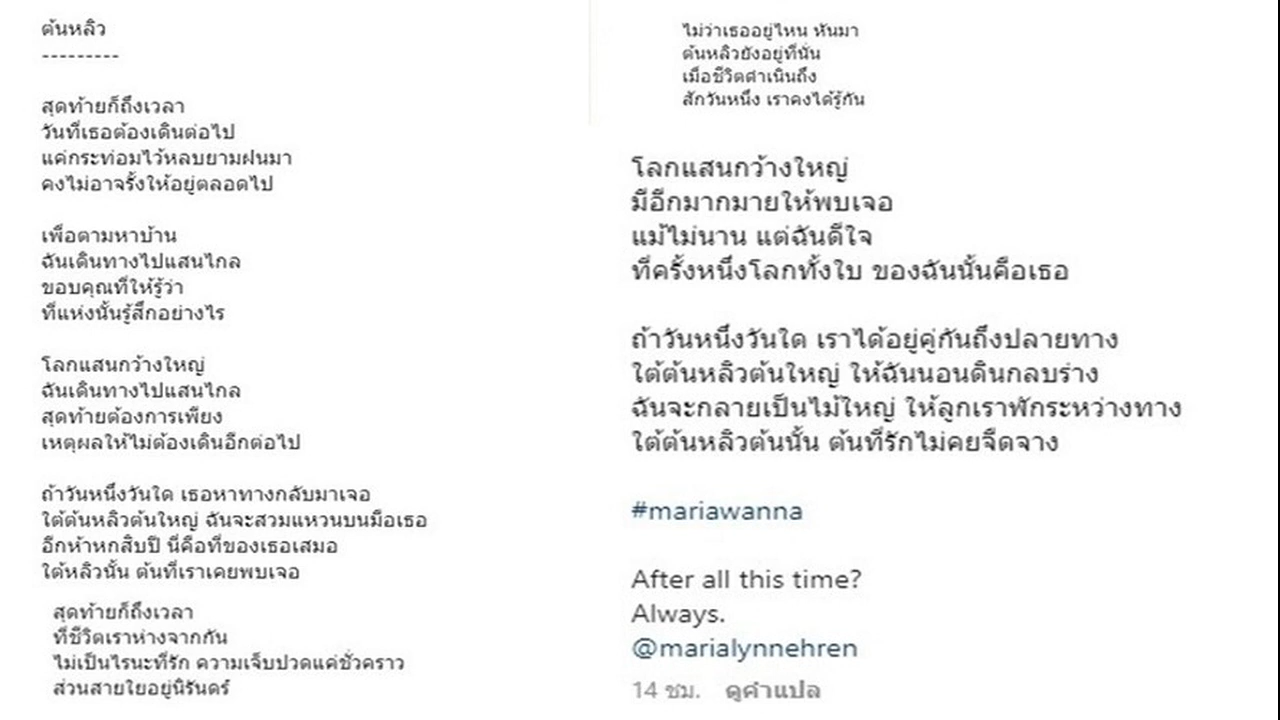 ต้นหลิว
---------
สุดท้ายก็ถึงเวลา
วันที่เธอต้องเดินต่อไป
แค่กระท่อมไว้หลบยามฝนมา
คงไม่อาจรั้งให้อยู่ตลอดไป
เพื่อตามหาบ้าน
ฉันเดินทางไปแสนไกล
ขอบคุณที่ให้รู้ว่า
ที่แห่งนั้นรู้สึกอย่างไร
โลกแสนกว้างใหญ่
ฉันเดินทางไปแสนไกล
สุดท้ายต้องการเพียง
เหตุผลให้ไม่ต้องเดินอีกต่อไป
ถ้าวันหนึ่งวันใด เธอหาทางกลับมาเจอ
ใต้ต้นหลิวต้นใหญ่ ฉันจะสวมแหวนบนมือเธอ
อีกห้าหกสิบปี นี่คือที่ของเธอเสมอ
ใต้หลิวนั้น ต้นที่เราเคยพบเจอ
สุดท้ายก็ถึงเวลา
ที่ชีวิตเราห่างจากกัน
ไม่เป็นไรนะที่รัก ความเจ็บปวดแค่ชั่วคราว
ส่วนสายใยอยู่นิรันดร์
ไม่ว่าเธออยู่ไหน หันมา
ต้นหลิวยังอยู่ที่นั่น
เมื่อชีวิตดำเนินถึง
สักวันหนึ่ง เราคงได้รู้กัน
โลกแสนกว้างใหญ่
มีอีกมากมายให้พบเจอ
แม้ไม่นาน แต่ฉันดีใจ
ที่ครั้งหนึ่งโลกทั้งใบ ของฉันนั้นคือเธอ
ถ้าวันหนึ่งวันใด เราได้อยู่คู่กันถึงปลายทาง
ใต้ต้นหลิวต้นใหญ่ ให้ฉันนอนดินกลบร่าง
ฉันจะกลายเป็นไม้ใหญ่ ให้ลูกเราพักระหว่างทาง
ใต้ต้นหลิวต้นนั้น ต้นที่รักไม่คยจืดจาง
#mariawanna
After all this time?
Always.
@marialynnehren
14 ชม. ดูคำแปล